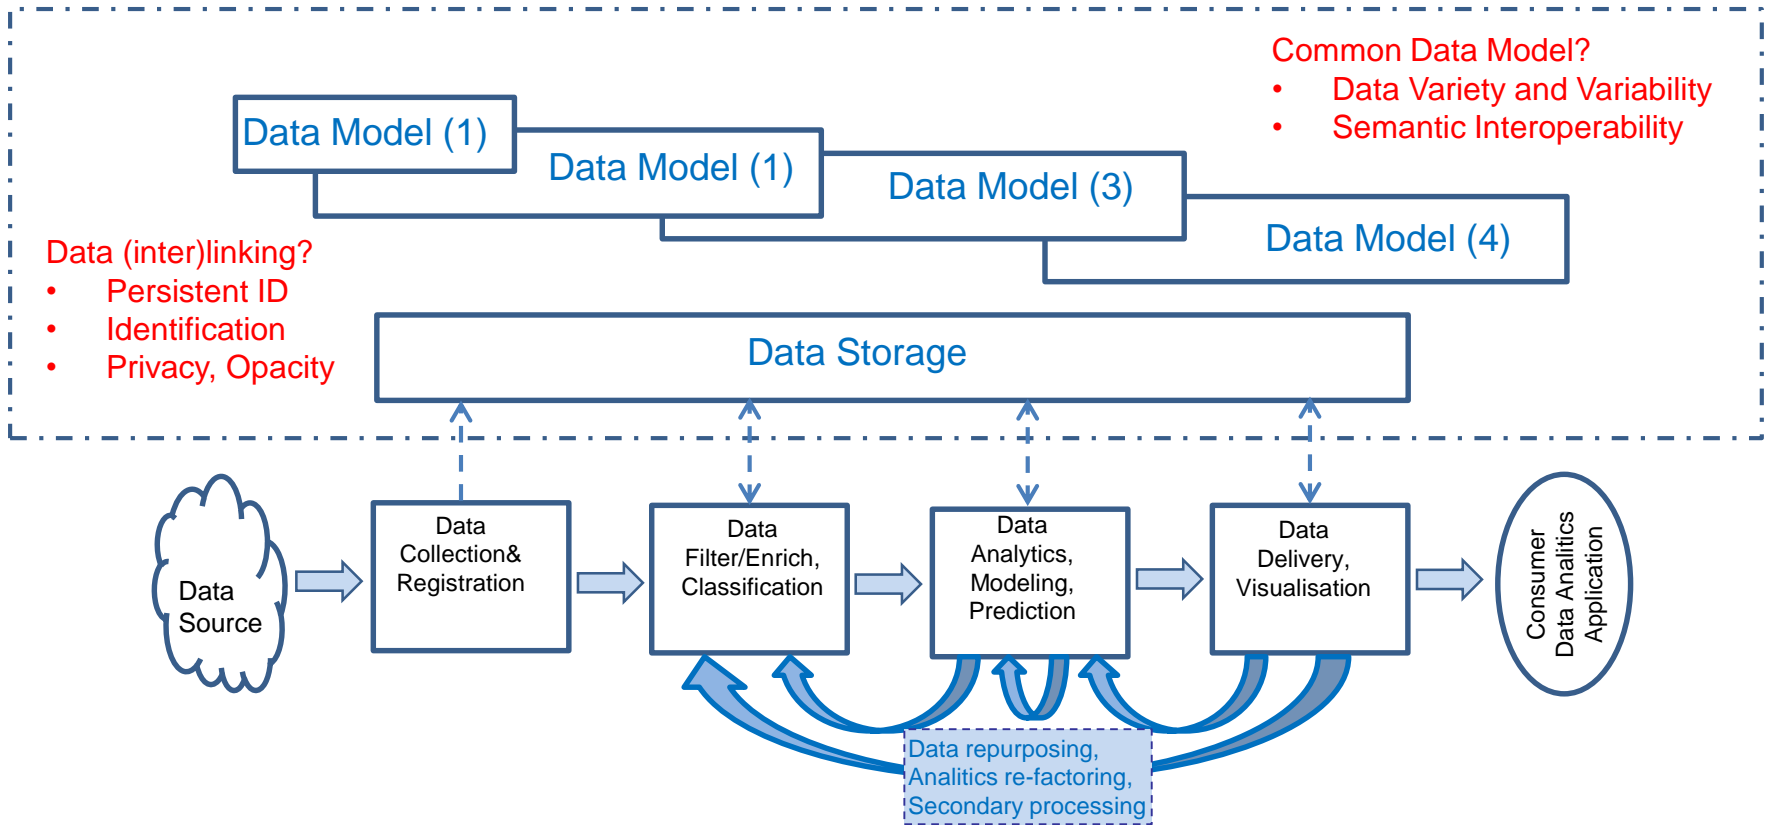 Common Data Model?
• Data Variety and Variability
• Semantic Interoperability
Data Model (1)
Data Model (1)
Data Model (3)
Data Model (4)
Data (inter)linking?
• Persistent ID
• Identification
• Privacy, Opacity
Data Storage
Data
Source
Data
Collection&
Registration
Data
Filter/Enrich,
Classification
Data
Analytics,
Modeling,
Prediction
Data
Delivery,
Visualisation
Consumer
Data Analitics
Application
Data repurposing,
Analitics re-factoring,
Secondary processing